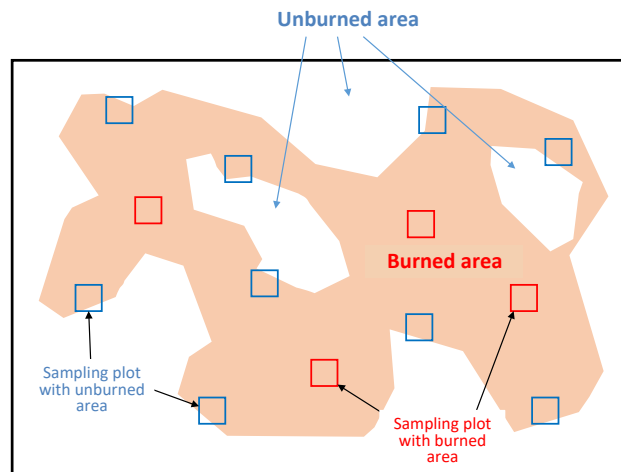 Unburned area
Burned area
Sampling plot
with unburned
area
Sampling plot
with burned
area